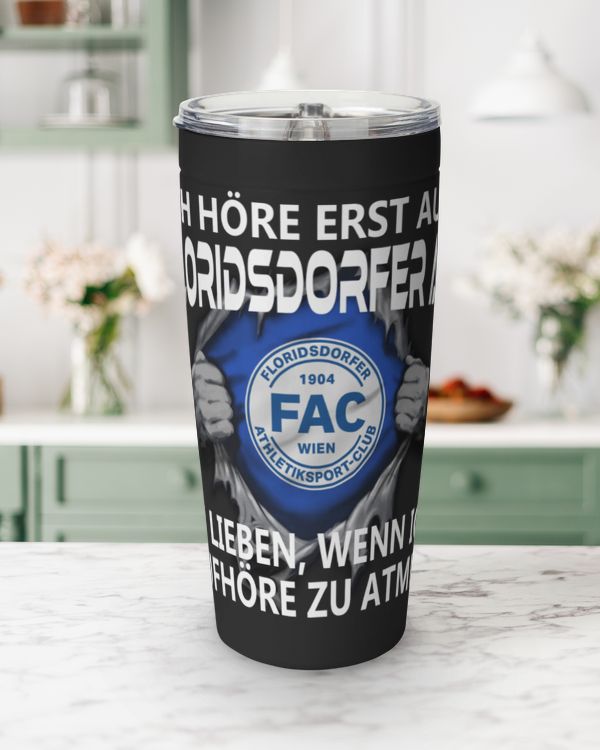 H HÖRE ERST AU
ORIDSDORFER
FLORIDSDORFER
1904
FAC
WIEN
ATHLETIKSPORT-CLUB
LIEBEN, WENN I
FHÖRE ZU ATM